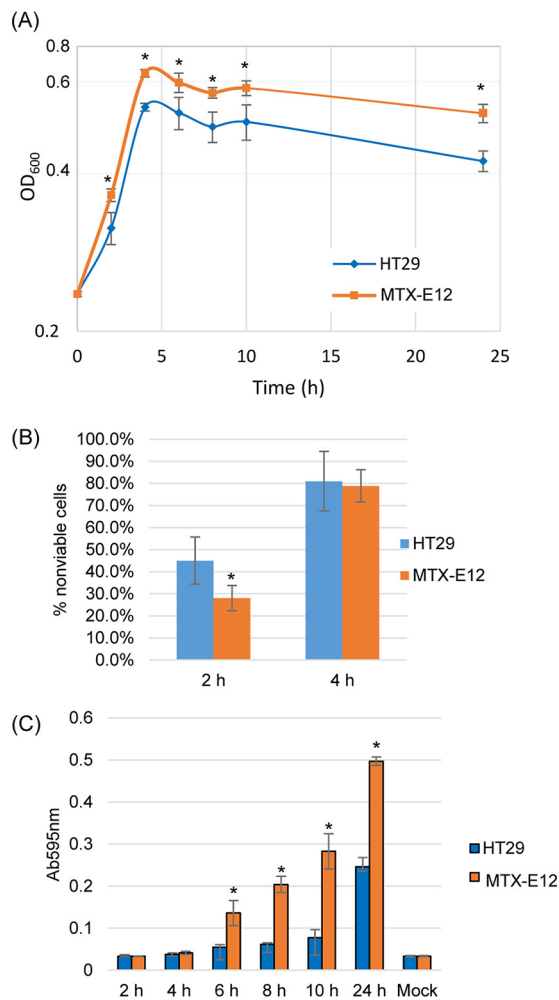 (A)
0.8
0.6
0.4
0.2
OD600
* * * * * *
0 5 10 15 20 25
Time (h)
HT29
MTX-E12
(B)
100.0%
90.0%
80.0%
70.0%
60.0%
50.0%
40.0%
30.0%
20.0%
10.0%
0.0%
% nonviable cells
*
2 h 4 h
HT29
MTX-E12
(C)
0.6
0.5
0.4
0.3
0.2
0.1
0
Ab595nm
* * * *
2 h 4 h 6 h 8 h 10 h 24 h Mock
HT29
MTX-E12